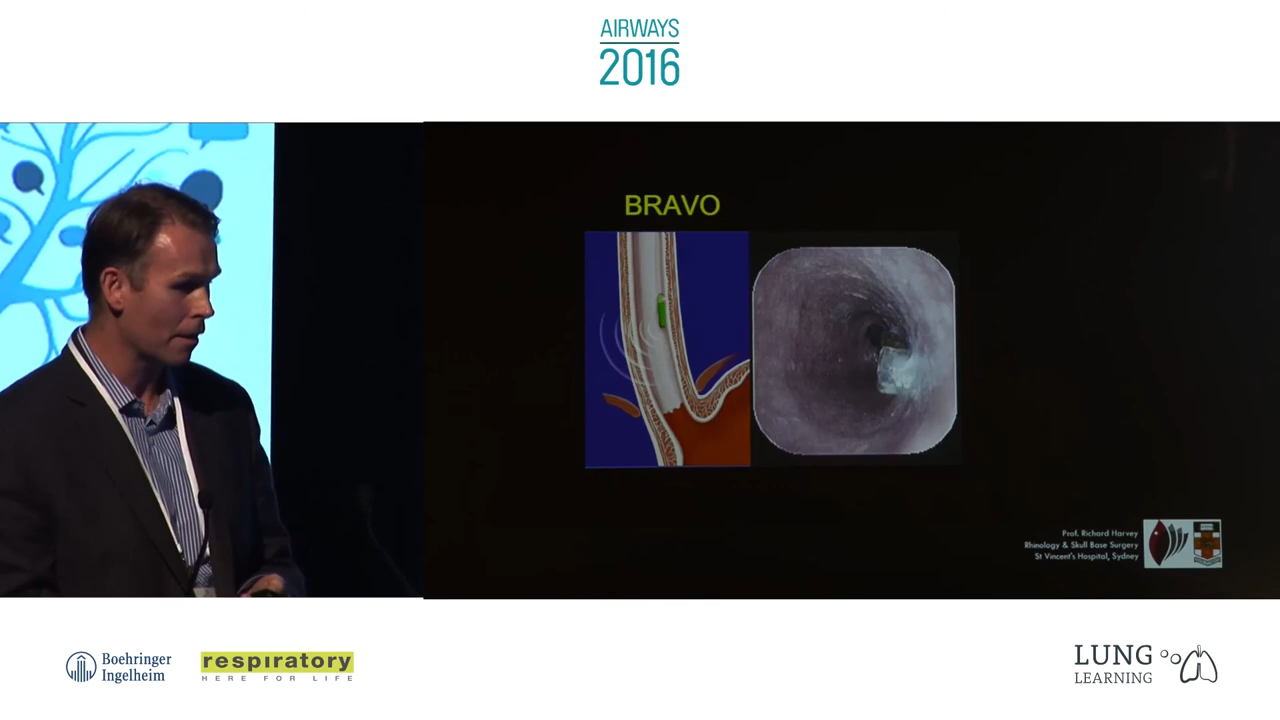 AIRWAYS
2016
BRAVO
Prof. Richard Harvey
Rhinology & Skull Base Surgery
St Vincent's Hospital, Sydney
Boehringer
Ingelheim
respiratory
HERE FOR LIFE
LUNG
LEARNING